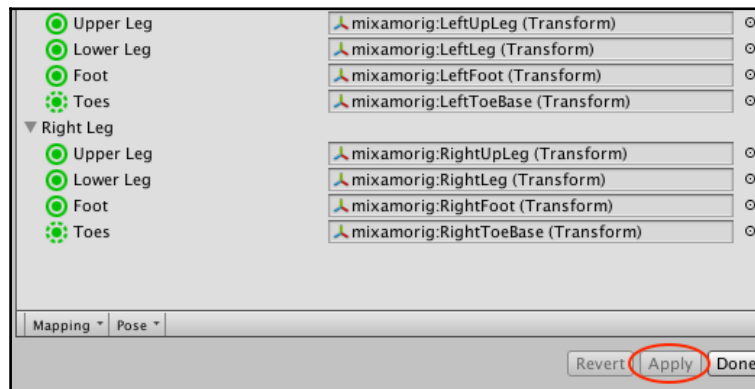 Upper Leg mixamorig:LeftUpLeg (Transform)
Lower Leg mixamorig:LeftLeg (Transform)
Foot mixamorig:LeftFoot (Transform)
Toes mixamorig:LeftToeBase (Transform)
Right Leg
Upper Leg mixamorig:RightUpLeg (Transform)
Lower Leg mixamorig:RightLeg (Transform)
Foot mixamorig:RightFoot (Transform)
Toes mixamorig:RightToeBase (Transform)
Mapping Pose
Revert Apply Done